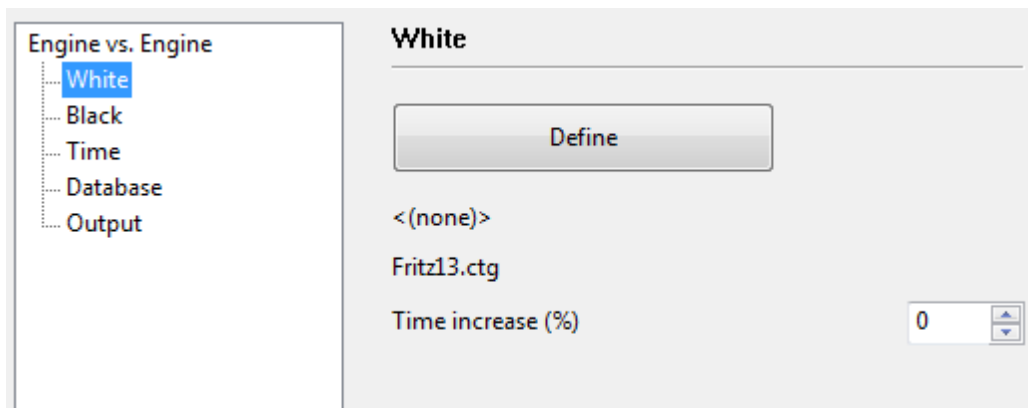 Engine vs. Engine
White
Black
Time
Database
Output
White
Define
<(none)>
Fritz13.ctg
Time increase (%) 0